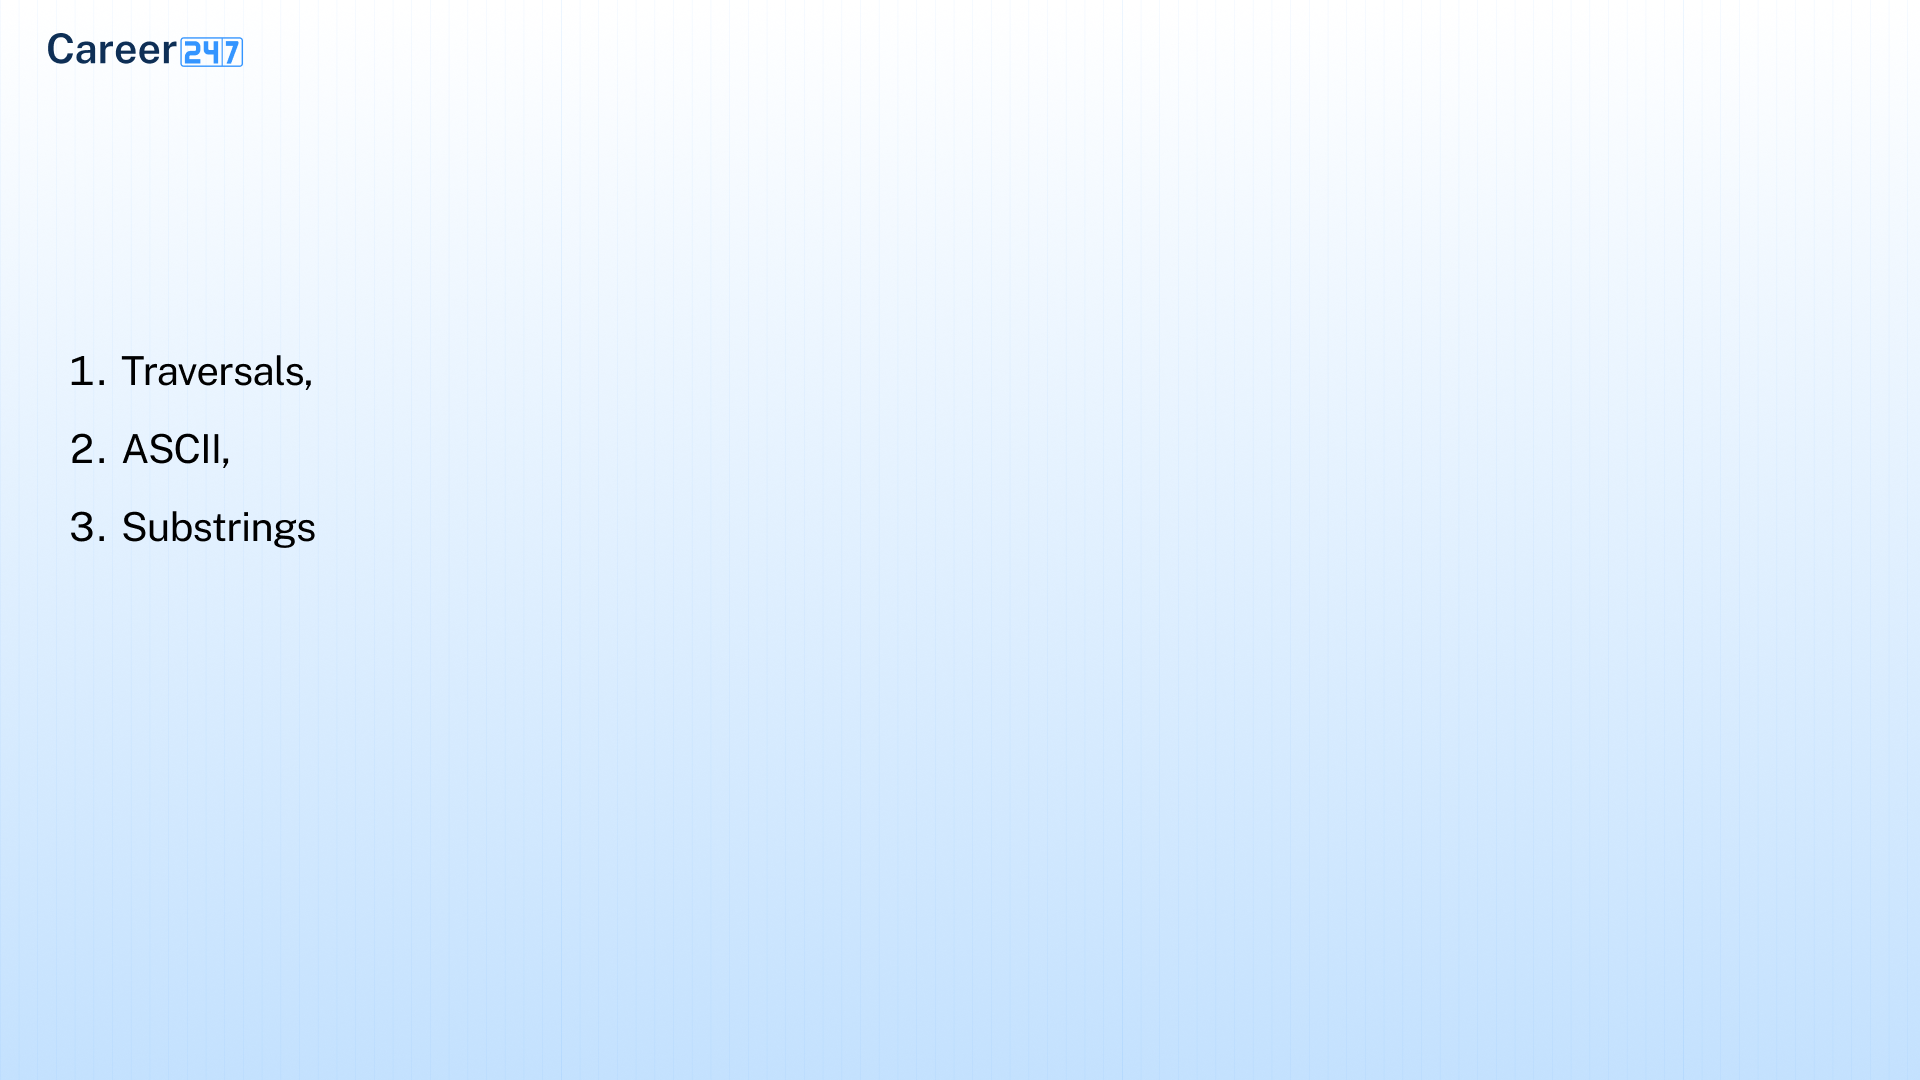 Career247
1. Traversals,
2. ASCII,
3. Substrings